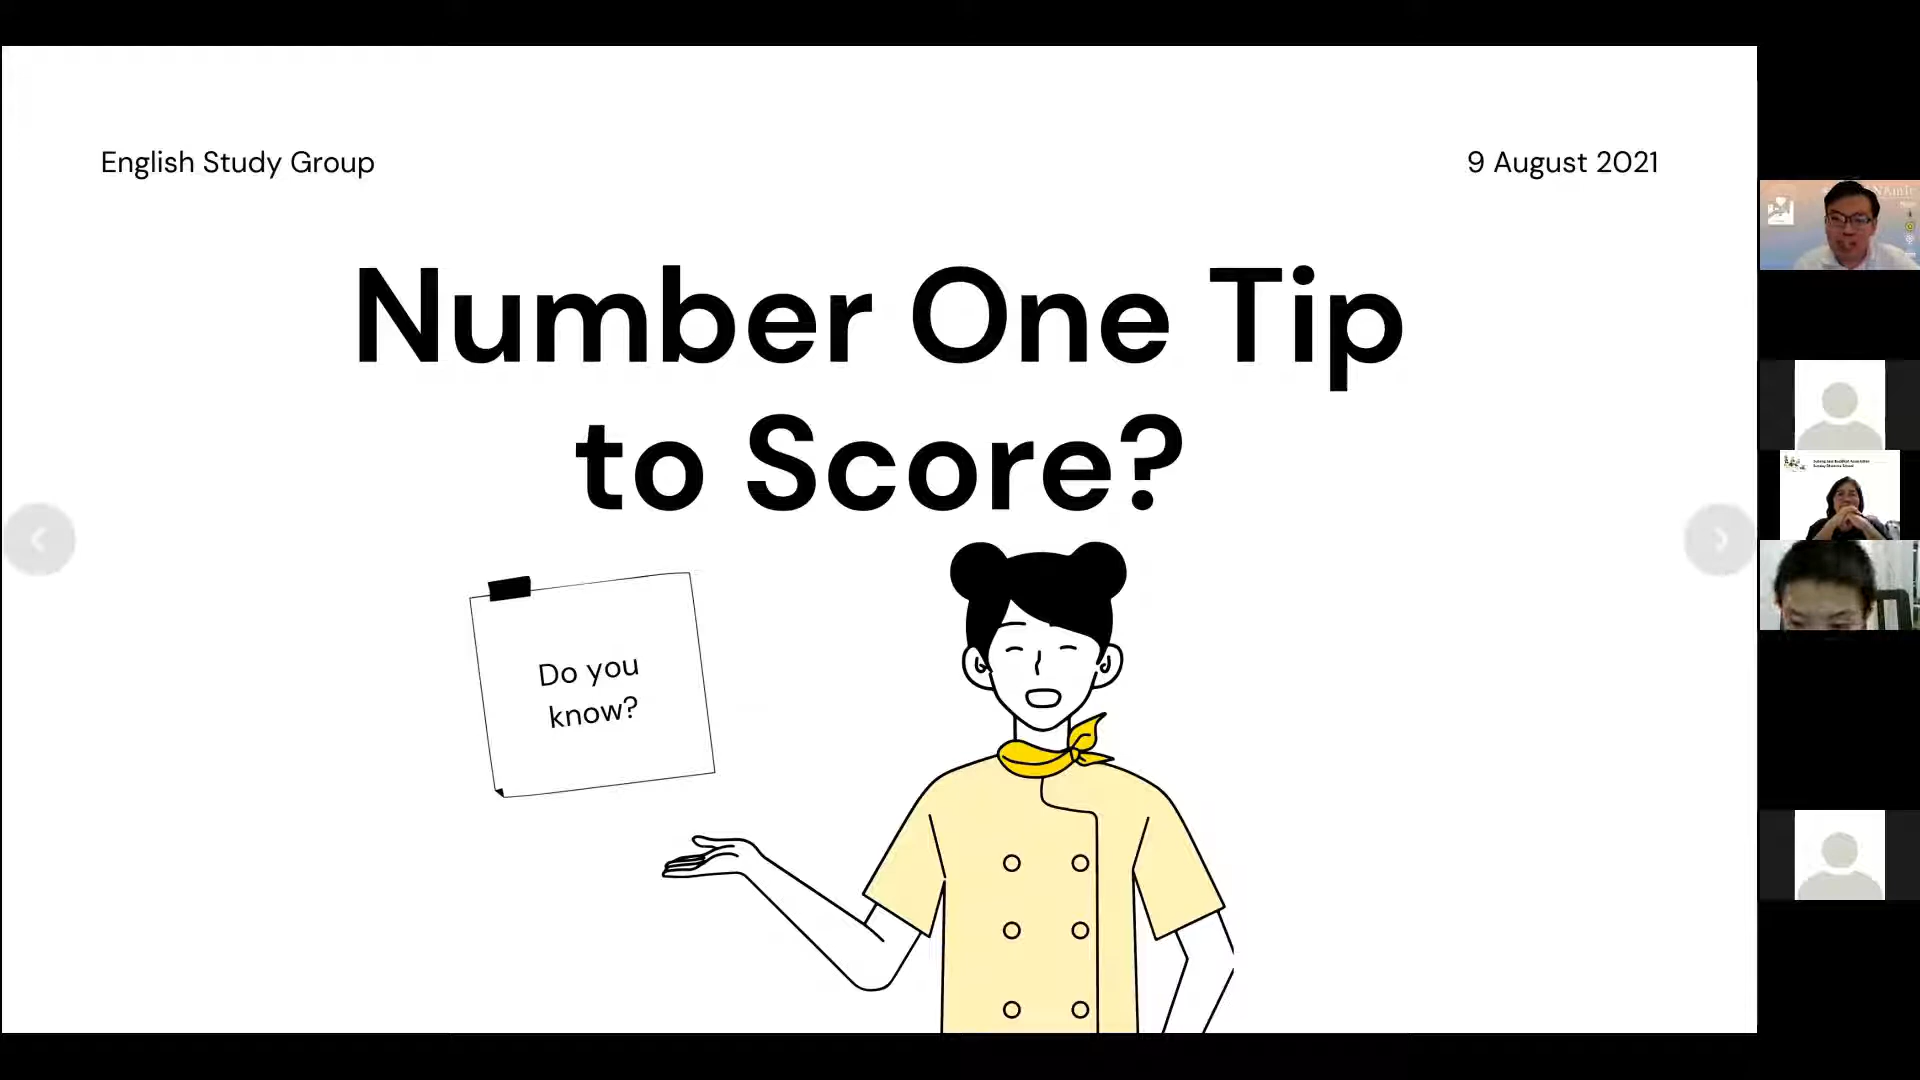 English Study Group
9 August 2021
Number One Tip
to Score?
Do you
know?